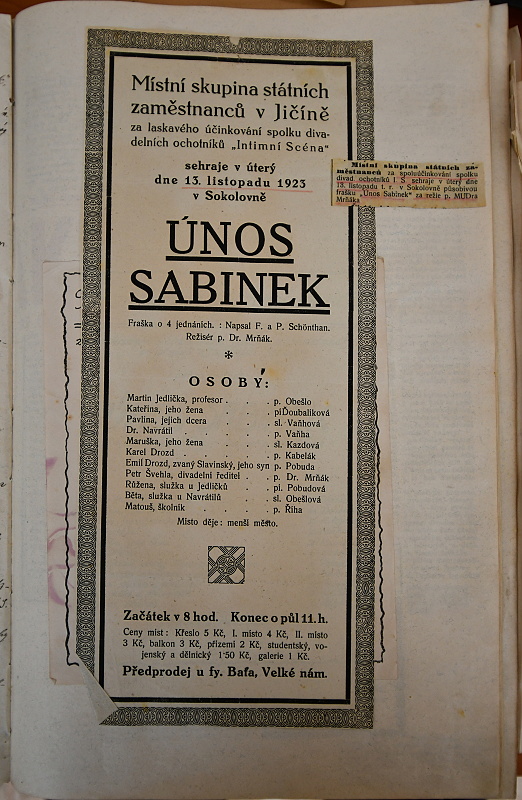 Místní skupina státních
zaměstnanců v Jičíně
za laskavého účinkování spolku diva-
delních ochotníků „Intimní Scéna“
sehraje v úterý
dne 13. listopadu 1923
v Sokolovně
ÚNOS
SABINEK
Fraška o 4 jednáních. : Napsal F. a P. Schönthan.
Režisér p. Dr. Mrňák.
*
OSOBY:
Martin Jedlička, profesor . . . p. Obešlo
Kateřina, jeho žena . . . pí Doubalíková
Pavlína, jejich dcera . . . sl. Vaňhová
Dr. Navrátil . . . . p. Vaňha
Maruška, jeho žena . . . sl. Kazdová
Karel Drozd . . . . p. Kabelák
Emil Drozd, zvaný Slavinský, jeho syn p. Pobuda
Petr Švehla, divadelní ředitel . . p. Dr. Mrňák
Růžena, služka u Jedličků . . pí. Pobudová
Běta, služka u Navrátilů . . sl. Obešlová
Matouš, školník . . . . p. Říha
Místo děje: menší město.
Začátek v 8 hod. Konec o půl 11. h.
Ceny míst: Křeslo 5 Kč, I. místo 4 Kč, II. místo
3 Kč, balkon 3 Kč, přízemí 2 Kč, studentský, vo-
jenský a dělnický 1·50 Kč, galerie 1 Kč.
Předprodej u fy. Baťa, Velké nám.
Místní skupina státních za-
městnanců za spoluúčinkování spolku
divad. ochotníků I. S. sehraje v úterý dne
13. listopadu t. r. v Sokolovně působivou
frašku „Únos Sabinek“ za režie p. MUDra
Mrňáka